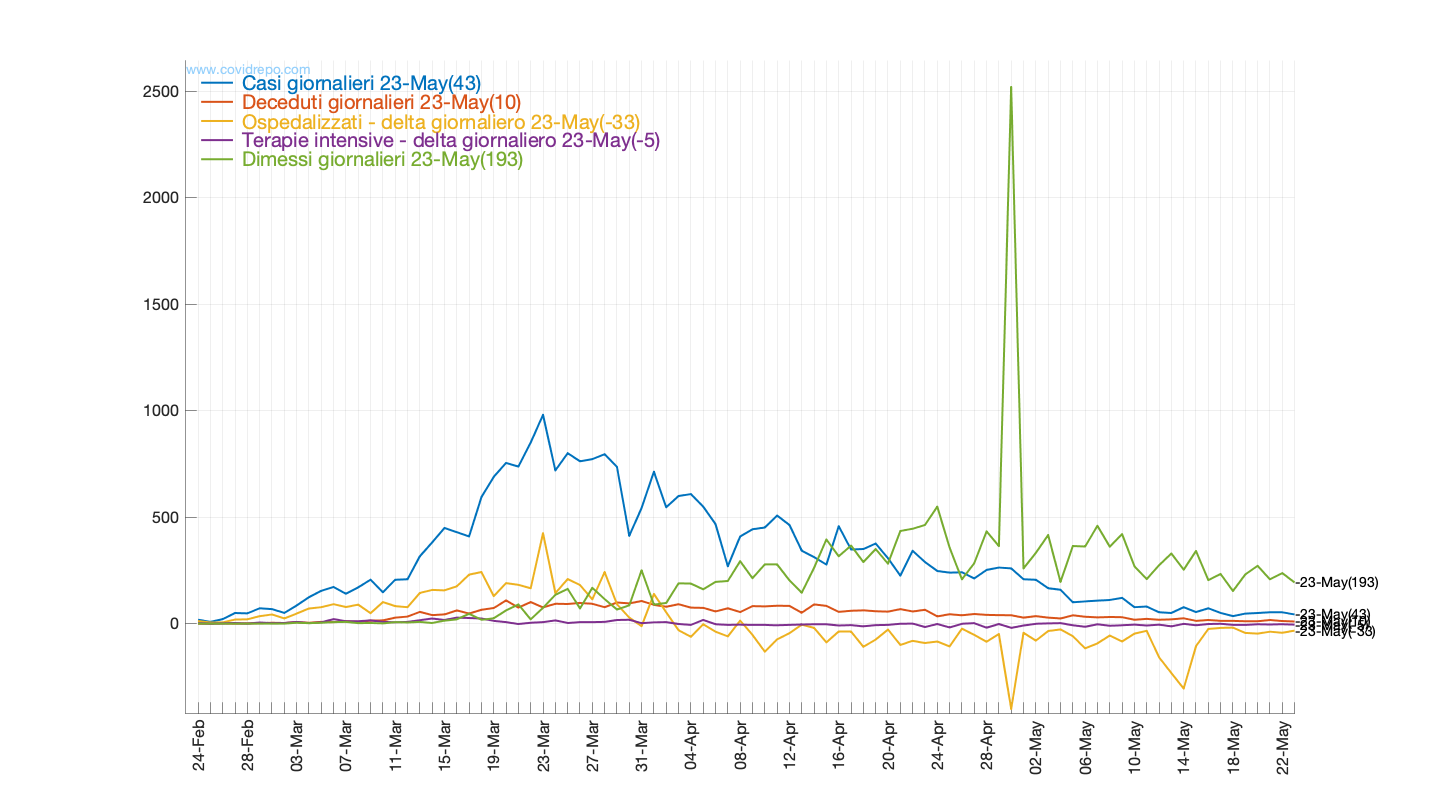 www.covidrepo.com
Casi giornalieri 23-May(43)
Deceduti giornalieri 23-May(10)
Ospedalizzati - delta giornaliero 23-May(-33)
Terapie intensive - delta giornaliero 23-May(-5)
Dimessi giornalieri 23-May(193)
2500
2000
1500
1000
500
0
-23-May(193)
-23-May(43)
-23-May(-33)
24-Feb
28-Feb
03-Mar
07-Mar
11-Mar
15-Mar
19-Mar
23-Mar
27-Mar
31-Mar
04-Apr
08-Apr
12-Apr
16-Apr
20-Apr
24-Apr
28-Apr
02-May
06-May
10-May
14-May
18-May
22-May